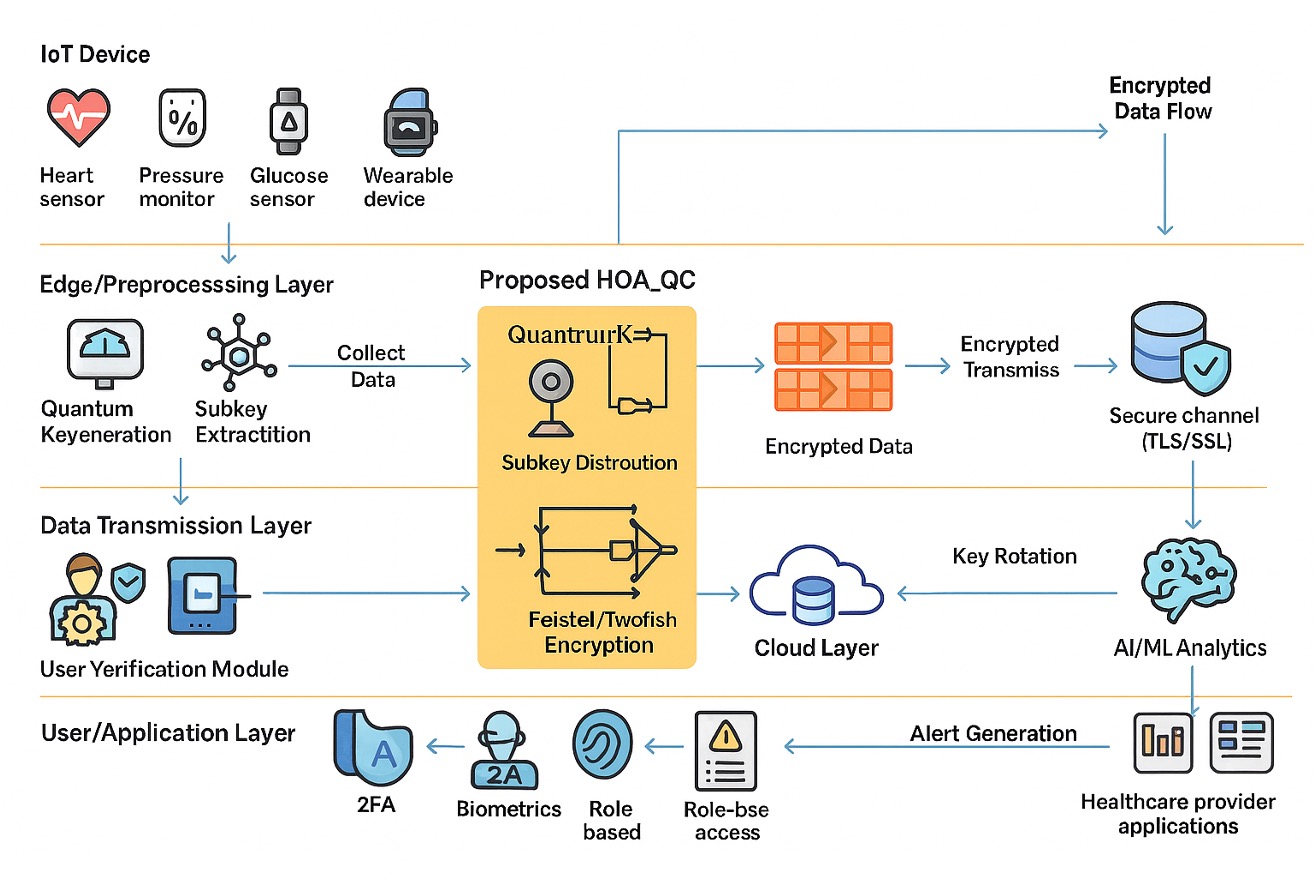 IoT Device
Heart
sensor
Pressure
monitor
Glucose
sensor
Wearable
device
%
Encrypted
Data Flow
Edge/Preprocesssing Layer
Quantum
Keyeneration
Subkey
Extractition
Collect
Data
Proposed HOA_QC
QuantruırK
Subkey Distroution
Feistel/Twofish
Encryption
Encrypted Data
Encrypted
Transmiss
Secure channel
(TLS/SSL)
Data Transmission Layer
User Yerification Module
Cloud Layer
Key Rotation
AI/ML Analytics
User/Application Layer
A
2FA
2A
Biometrics
Role
based
Role-bse
access
Alert Generation
Healthcare provider
applications